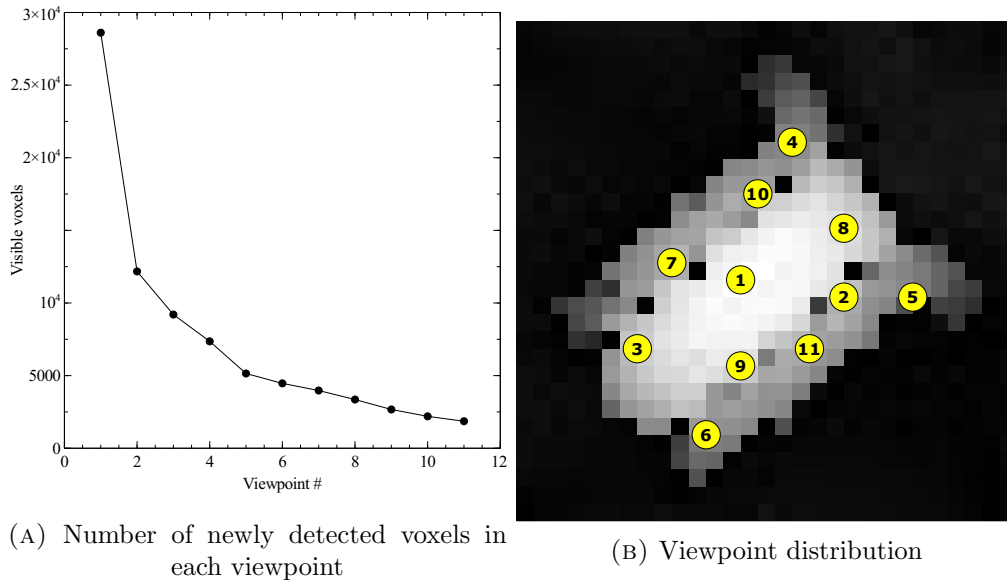 3×10⁴
2.5×10⁴
2×10⁴
10⁴
5000
0
Visible voxels
0 2 4 6 8 10 12
Viewpoint #
(A) Number of newly detected voxels in
each viewpoint
4
10
8
7
1
2
5
3
11
9
6
(B) Viewpoint distribution